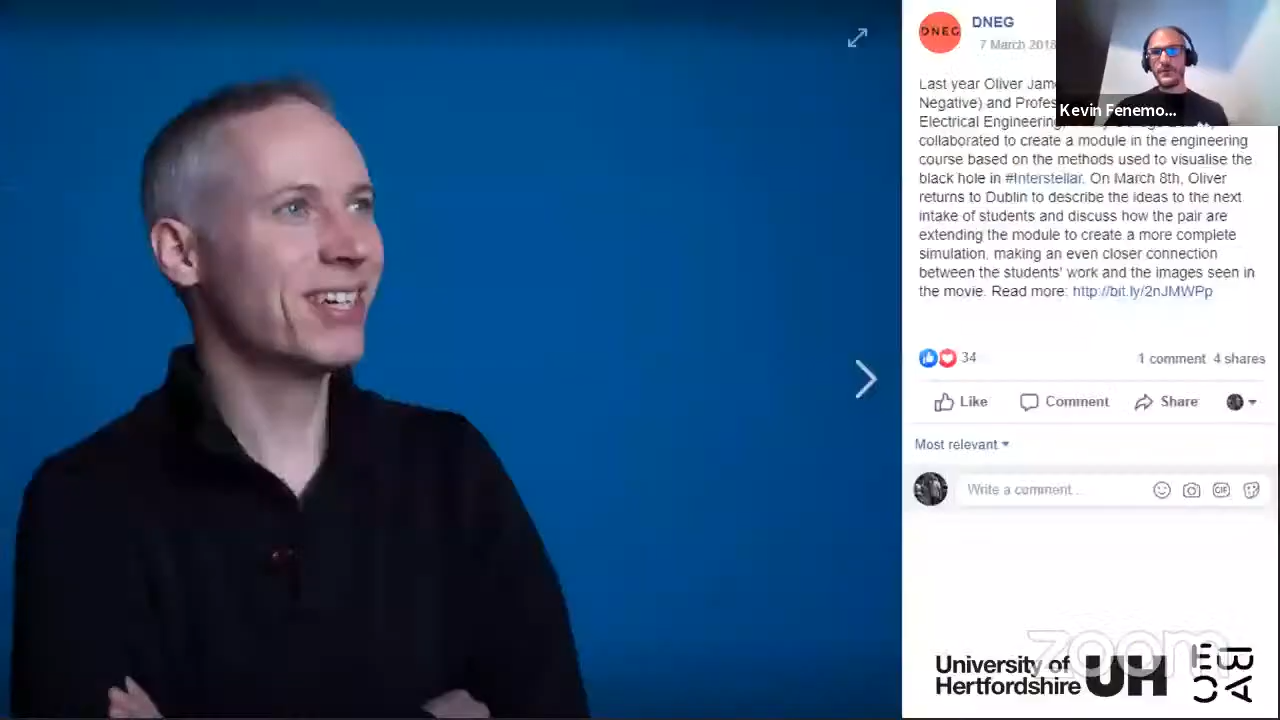 DNEG
DNEG
7 March 2018
Last year Oliver Jam
Negative) and Profes
Kevin Fenemo...
Electrical Engineering,
collaborated to create a module in the engineering
course based on the methods used to visualise the
black hole in #Interstellar. On March 8th, Oliver
returns to Dublin to describe the ideas to the next
intake of students and discuss how the pair are
extending the module to create a more complete
simulation, making an even closer connection
between the students' work and the images seen in
the movie. Read more: http://bit.ly/2nJMWPp
34
1 comment 4 shares
Like Comment Share
Most relevant
Write a comment...
GIF
zoom
University of
Hertfordshire UH